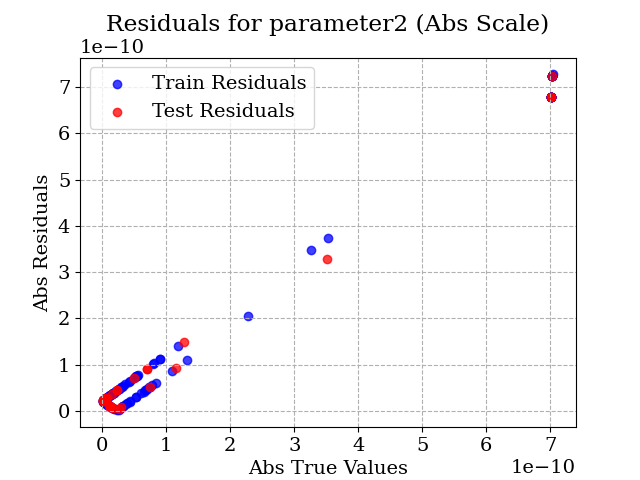 Residuals for parameter2 (Abs Scale)
1e−10
Train Residuals
Test Residuals
7
6
5
4
3
2
1
0
Abs Residuals
0 1 2 3 4 5 6 7
Abs True Values
1e−10